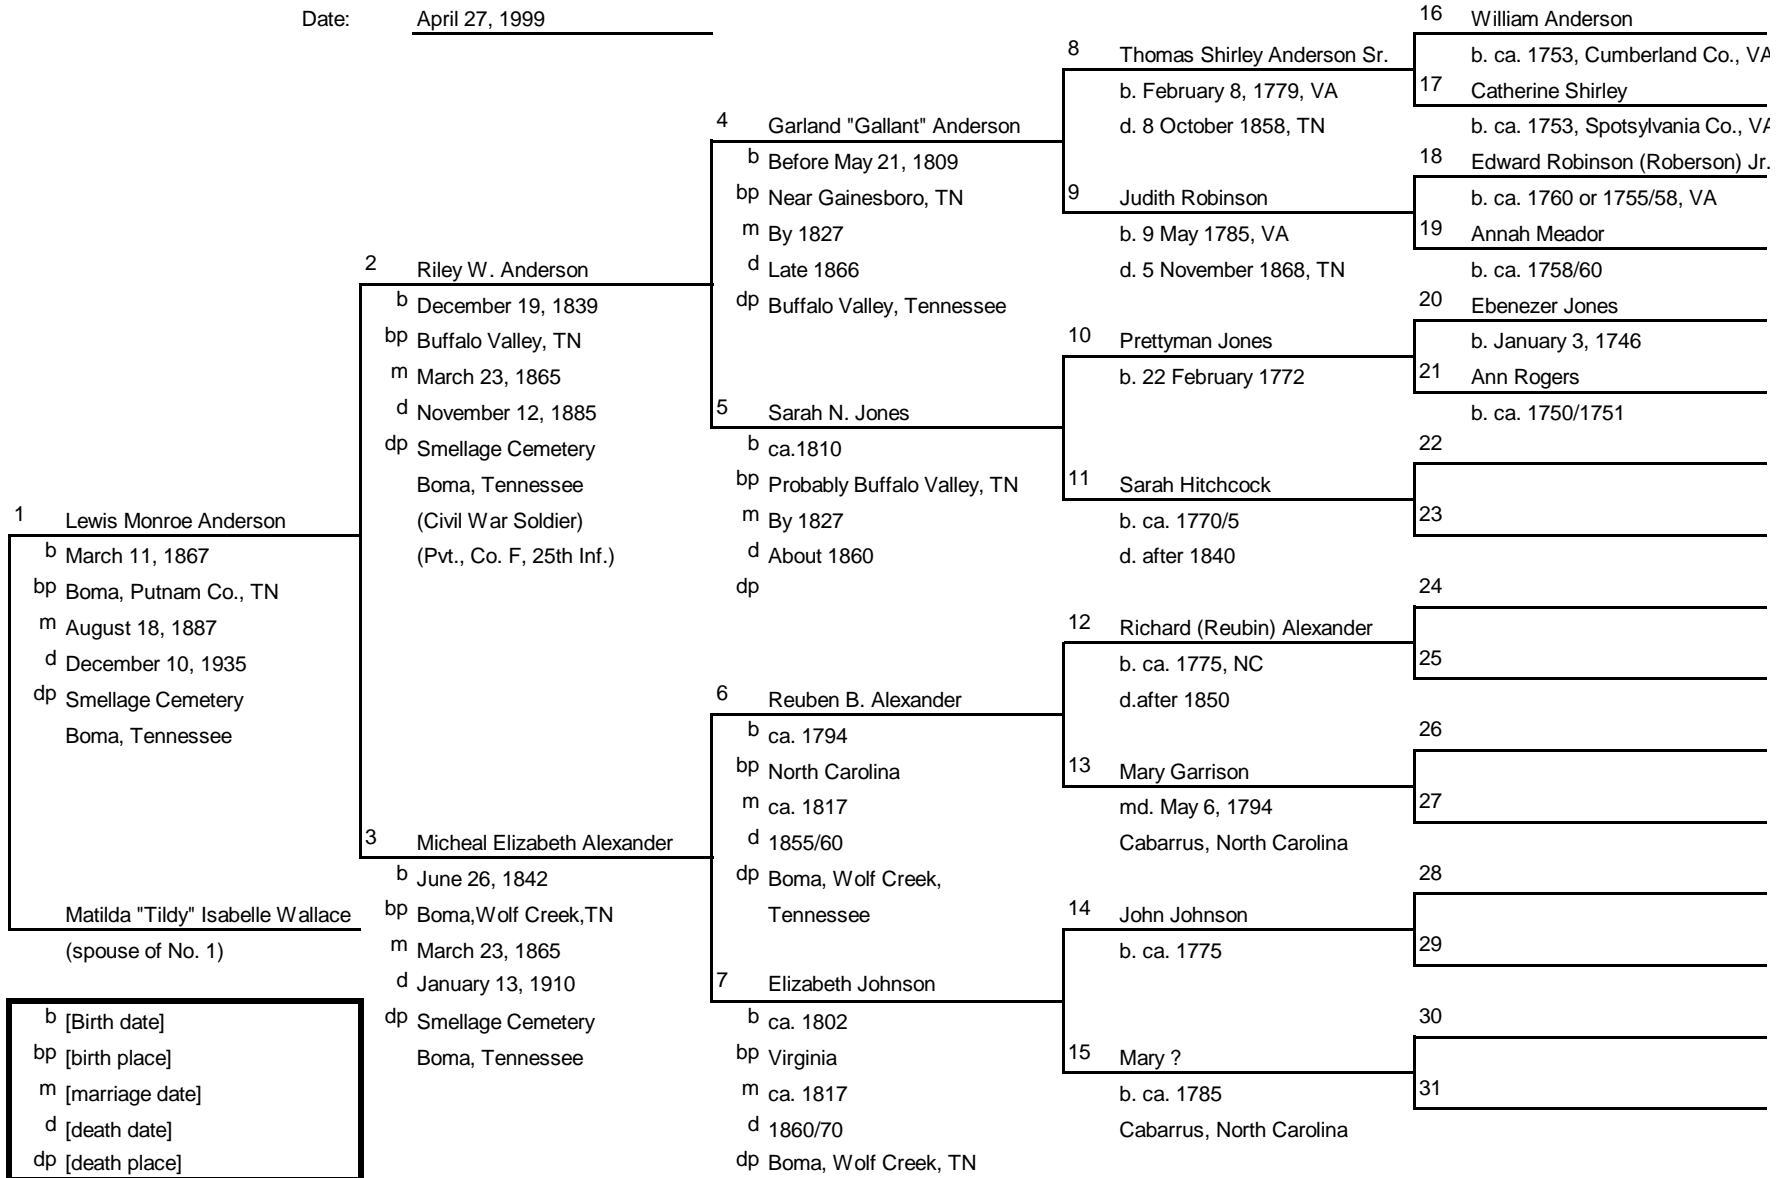 Date: April 27, 1999
1 Lewis Monroe Anderson
b March 11, 1867
bp Boma, Putnam Co., TN
m August 18, 1887
d December 10, 1935
dp Smellage Cemetery
Boma, Tennessee
Matilda "Tildy" Isabelle Wallace
(spouse of No. 1)
b [Birth date]
bp [birth place]
m [marriage date]
d [death date]
dp [death place]
2 Riley W. Anderson
b December 19, 1839
bp Buffalo Valley, TN
m March 23, 1865
d November 12, 1885
dp Smellage Cemetery
Boma, Tennessee
(Civil War Soldier)
(Pvt., Co. F, 25th Inf.)
3 Micheal Elizabeth Alexander
b June 26, 1842
bp Boma,Wolf Creek,TN
m March 23, 1865
d January 13, 1910
dp Smellage Cemetery
Boma, Tennessee
4 Garland "Gallant" Anderson
b Before May 21, 1809
bp Near Gainesboro, TN
m By 1827
d Late 1866
dp Buffalo Valley, Tennessee
5 Sarah N. Jones
b ca.1810
bp Probably Buffalo Valley, TN
m By 1827
d About 1860
dp
6 Reuben B. Alexander
b ca. 1794
bp North Carolina
m ca. 1817
d 1855/60
dp Boma, Wolf Creek,
Tennessee
7 Elizabeth Johnson
b ca. 1802
bp Virginia
m ca. 1817
d 1860/70
dp Boma, Wolf Creek, TN
8 Thomas Shirley Anderson Sr.
b. February 8, 1779, VA
d. 8 October 1858, TN
9 Judith Robinson
b. 9 May 1785, VA
d. 5 November 1868, TN
10 Prettyman Jones
b. 22 February 1772
11 Sarah Hitchcock
b. ca. 1770/5
d. after 1840
12 Richard (Reubin) Alexander
b. ca. 1775, NC
d.after 1850
13 Mary Garrison
md. May 6, 1794
Cabarrus, North Carolina
14 John Johnson
b. ca. 1775
15 Mary ?
b. ca. 1785
Cabarrus, North Carolina
16 William Anderson
b. ca. 1753, Cumberland Co., VA
17 Catherine Shirley
b. ca. 1753, Spotsylvania Co., VA
18 Edward Robinson (Roberson) Jr.
b. ca. 1760 or 1755/58, VA
19 Annah Meador
b. ca. 1758/60
20 Ebenezer Jones
b. January 3, 1746
21 Ann Rogers
b. ca. 1750/1751
22
23
24
25
26
27
28
29
30
31